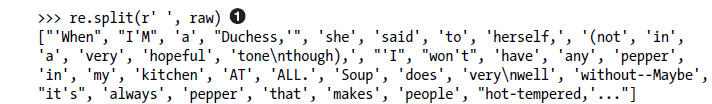 >>> re.split(r' ', raw) ❶
["'When", "I'M", 'a', "Duchess,'", 'she', 'said', 'to', 'herself,', '(not', 'in',
'a', 'very', 'hopeful', 'tone\nthough),', "'I", "won't", 'have', 'any', 'pepper',
'in', 'my', 'kitchen', 'AT', 'ALL.', 'Soup', 'does', 'very\nwell', 'without--Maybe',
"it's", 'always', 'pepper', 'that', 'makes', 'people', "hot-tempered,'..."]